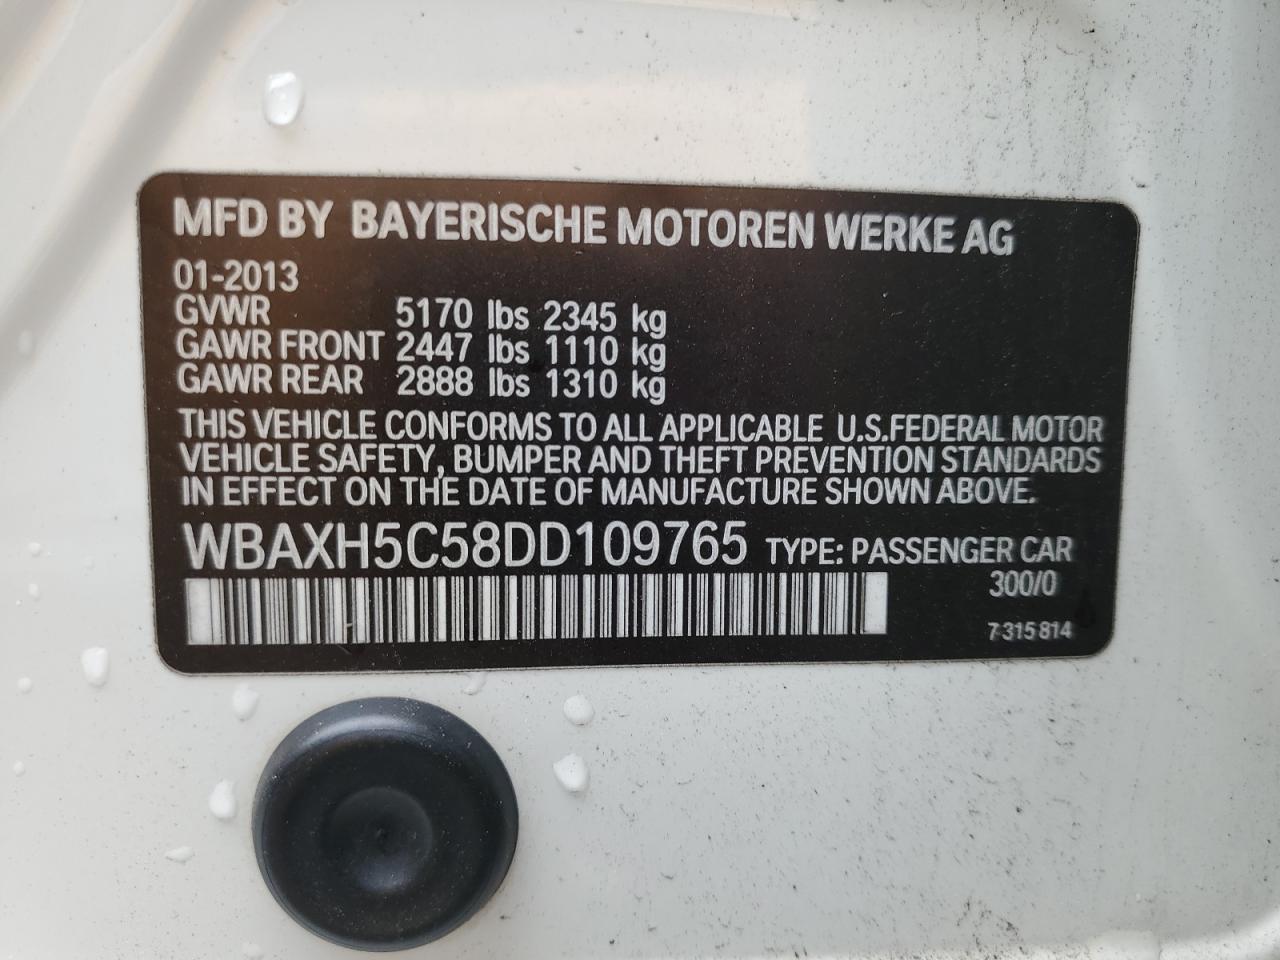 MFD BY BAYERISCHE MOTOREN WERKE AG
01-2013
GVWR 5170 lbs 2345 kg
GAWR FRONT 2447 lbs 1110 kg
GAWR REAR 2888 lbs 1310 kg
THIS VEHICLE CONFORMS TO ALL APPLICABLE U.S.FEDERAL MOTOR
VEHICLE SAFETY, BUMPER AND THEFT PREVENTION STANDARDS
IN EFFECT ON THE DATE OF MANUFACTURE SHOWN ABOVE.
WBAXH5C58DD109765 TYPE: PASSENGER CAR
300/0
7 315 814